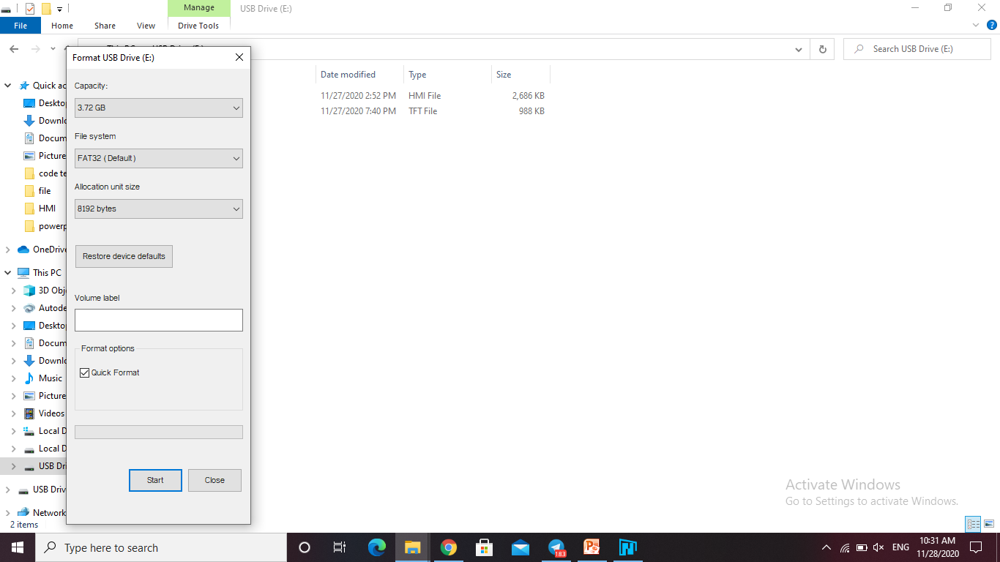 Manage
USB Drive (E:)
File
Home
Share
View
Drive Tools
Search USB Drive (E:)
Format USB Drive (E:)
Capacity:
3.72 GB
File system
FAT32 (Default)
Allocation unit size
8192 bytes
Restore device defaults
Volume label
Format options
Quick Format
Start
Close
Date modified
Type
Size
11/27/2020 2:52 PM
HMI File
2,686 KB
11/27/2020 7:40 PM
TFT File
988 KB
Quick ac
Deskto
Downlo
Docum
Picture
code te
file
HMI
powerp
OneDrive
This PC
3D Obj
Autode
Deskto
Docum
Downlo
Music
Picture
Videos
Local D
Local D
USB Dri
USB Driv
Network
2 items
Activate Windows
Go to Settings to activate Windows.
Type here to search
183
ENG
10:31 AM
11/28/2020